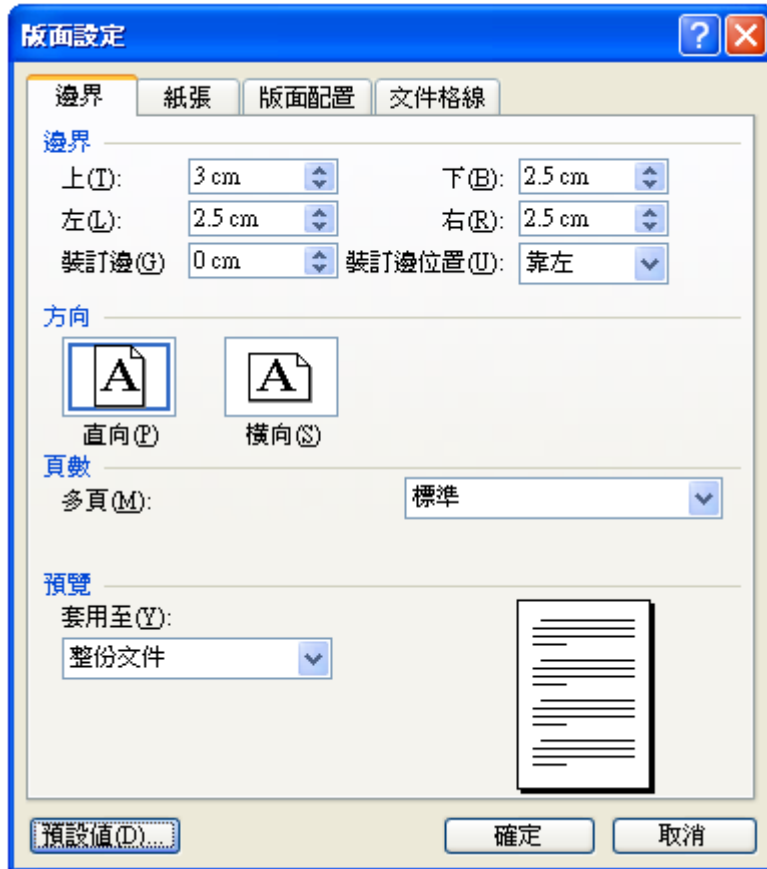 版面設定
邊界 紙張 版面配置 文件格線
邊界
上(T): 3 cm 下(B): 2.5 cm
左(L): 2.5 cm 右(R): 2.5 cm
裝訂邊(G) 0 cm 裝訂邊位置(U): 靠左
方向
A A
直向(P) 橫向(S)
頁數
多頁(M): 標準
預覽
套用至(Y):
整份文件
預設值(D)... 確定 取消